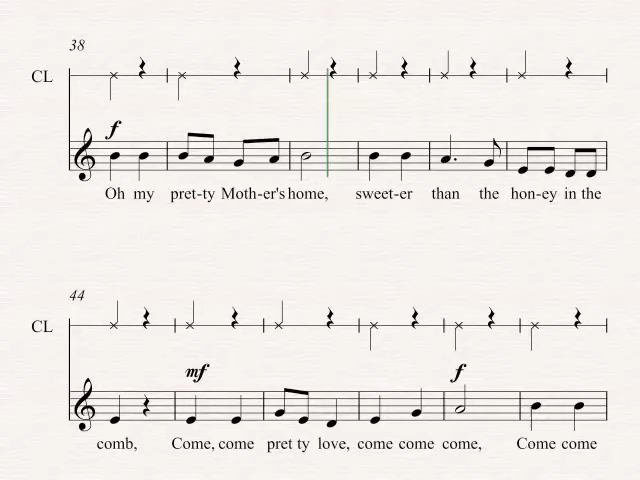 38
CL
f
Oh my pret-ty Moth-er's home, sweet-er than the hon-ey in the
44
CL
mf f
comb, Come, come pret ty love, come come come, Come come